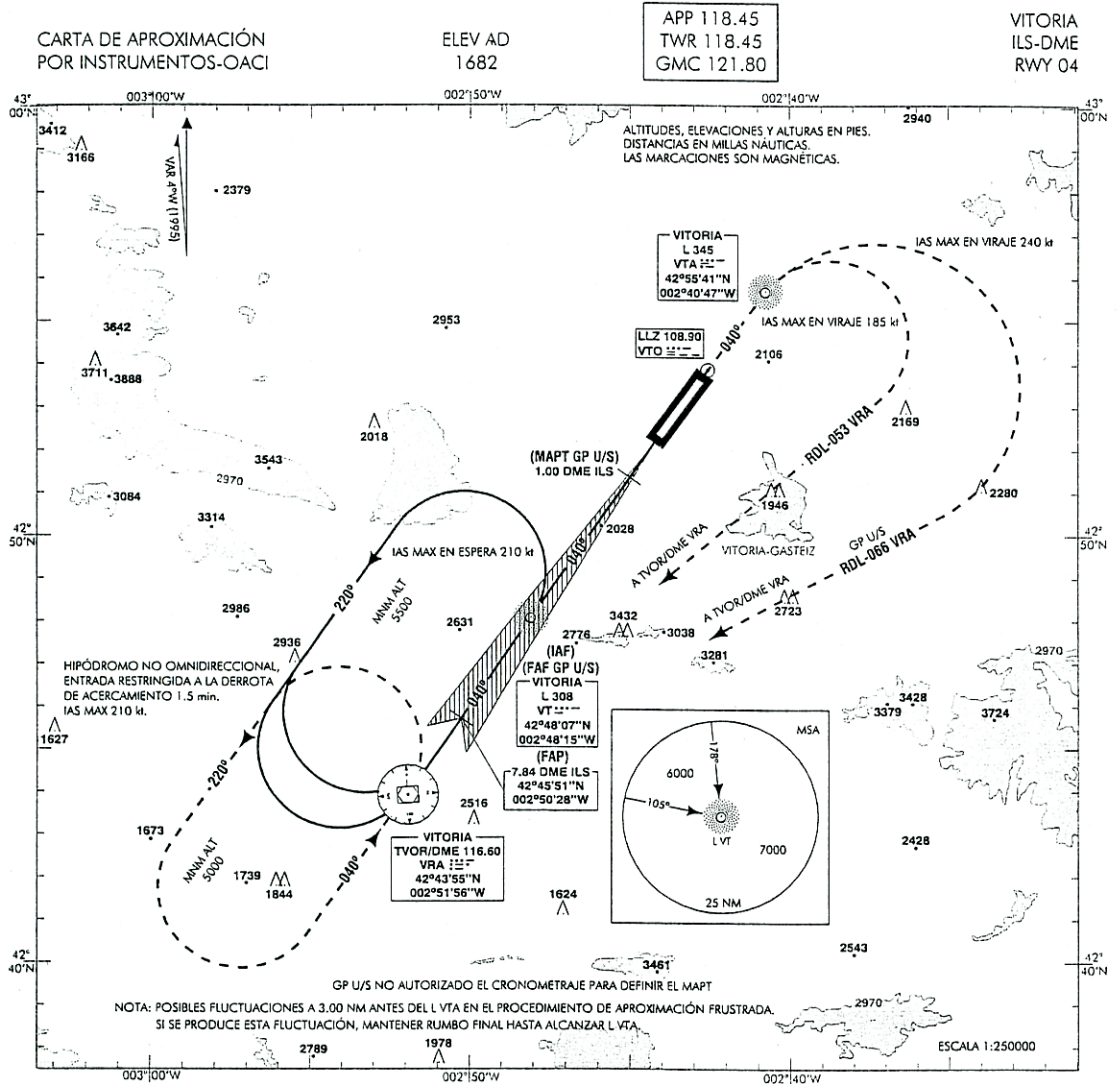 CARTA DE APROXIMACIÓN
POR INSTRUMENTOS-OACI
ELEV AD
1682
APP 118.45
TWR 118.45
GMC 121.80
VITORIA
ILS-DME
RWY 04
003°00'W
002°50'W
002°40'W
43°
00'N
43°
00'N
3412
3166
VAR 4°W (1995)
2379
2940
ALTITUDES, ELEVACIONES Y ALTURAS EN PIES.
DISTANCIAS EN MILLAS NÁUTICAS.
LAS MARCACIONES SON MAGNÉTICAS.
VITORIA
L 345
VTA
42°55'41"N
002°40'47"W
IAS MAX EN VIRAJE 240 kt
IAS MAX EN VIRAJE 185 kt
3642
2953
LLZ 108.90
VTO
040°
2106
3711
3888
2018
2169
RDL-053 VRA
(MAPT GP U/S)
1.00 DME ILS
3543
2970
3084
3314
2028
1946
VITORIA-GASTEIZ
2280
GP U/S
RDL-066 VRA
42°
50'N
42°
50'N
IAS MAX EN ESPERA 210 kt
040°
A TVOR/DME VRA
A TVOR/DME VRA
220°
MNM ALT
5500
2986
2631
2936
2776
3432
3038
2723
3281
HIPÓDROMO NO OMNIDIRECCIONAL,
ENTRADA RESTRINGIDA A LA DERROTA
DE ACERCAMIENTO 1.5 min.
IAS MAX 210 kt.
(IAF)
(FAF GP U/S)
VITORIA
L 308
VT
42°48'07"N
002°48'15"W
(FAP)
7.84 DME ILS
42°45'51"N
002°50'28"W
040°
2970
3428
3379
3724
1627
220°
MSA
178°
6000
105°
L VT
7000
25 NM
2516
VITORIA
TVOR/DME 116.60
VRA
42°43'55"N
002°51'56"W
1673
MNM ALT
5000
1739
1844
040°
1624
2428
2543
42°
40'N
42°
40'N
3461
GP U/S NO AUTORIZADO EL CRONOMETRAJE PARA DEFINIR EL MAPT
NOTA: POSIBLES FLUCTUACIONES A 3.00 NM ANTES DEL L VTA EN EL PROCEDIMIENTO DE APROXIMACIÓN FRUSTRADA.
SI SE PRODUCE ESTA FLUCTUACIÓN, MANTENER RUMBO FINAL HASTA ALCANZAR L VTA.
2970
2789
1978
ESCALA 1:250000
003°00'W
002°50'W
002°40'W